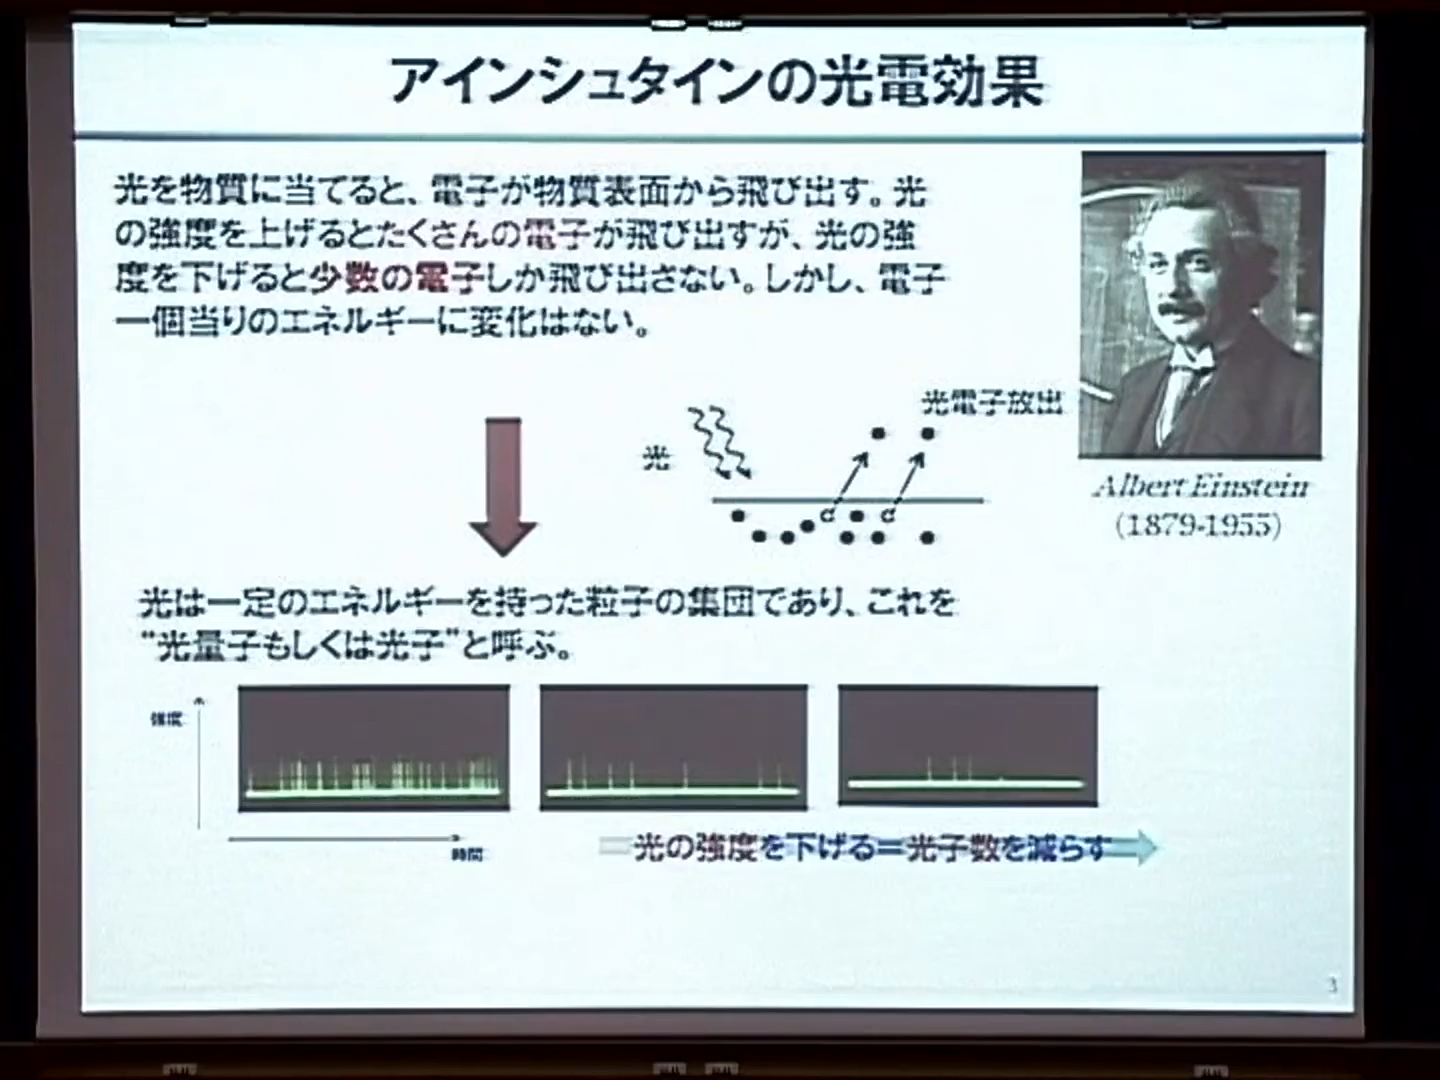 アインシュタインの光電効果
光を物質に当てると、電子が物質表面から飛び出す。光
の強度を上げるとたくさんの電子が飛び出すが、光の強
度を下げると少数の電子しか飛び出さない。しかし、電子
一個当りのエネルギーに変化はない。
光電子放出
光
Albert Einstein
(1879-1955)
光は一定のエネルギーを持った粒子の集団であり、これを
“光量子もしくは光子”と呼ぶ。
強度
時間
光の強度を下げる＝光子数を減らす
3